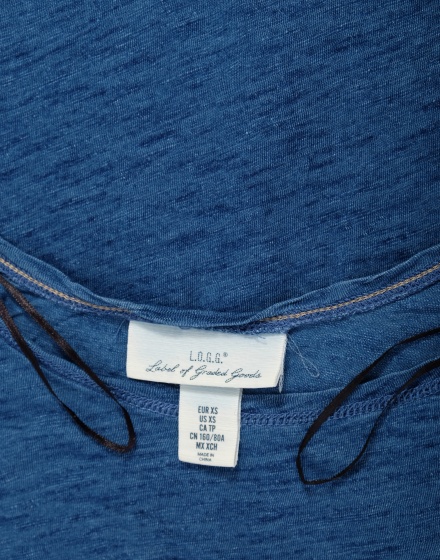 L.O.G.G.®
Label of Graded Goods
EUR XS
US XS
CA TP
CN 160/80A
MX XCH
MADE IN
CHINA